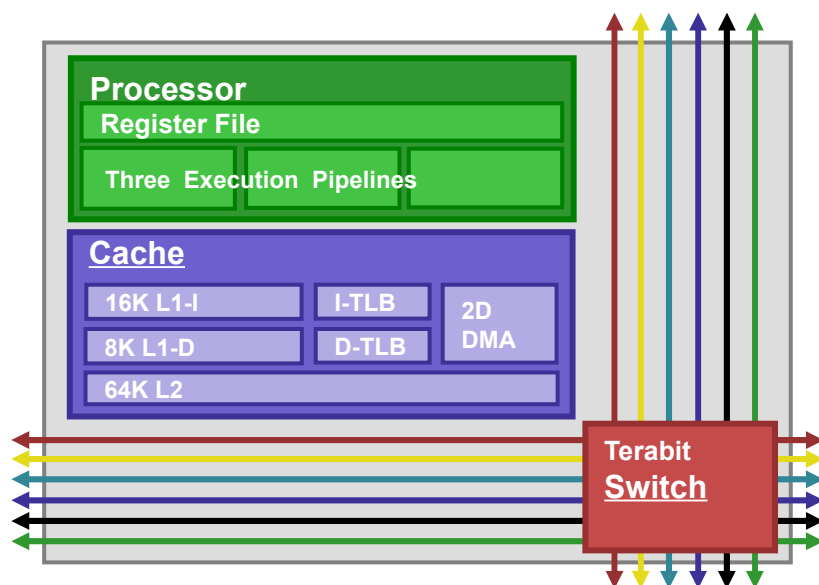 Processor
Register File
Three Execution Pipelines
Cache
16K L1-I
I-TLB
2D
DMA
8K L1-D
D-TLB
64K L2
Terabit
Switch